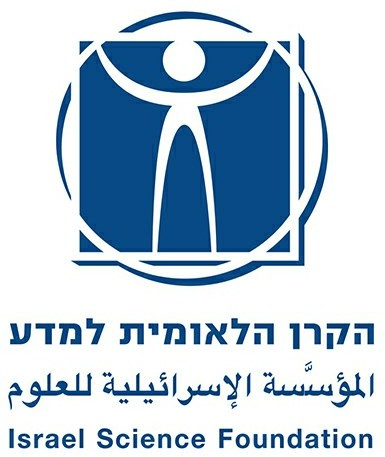 הקרן הלאומית למדע
المؤسَّسة الإسرائيلية للعلوم
Israel Science Foundation